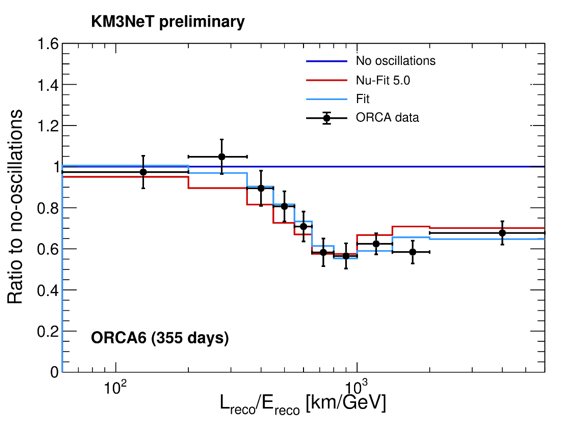 KM3NeT preliminary
Ratio to no-oscillations
1.6
1.4
1.2
1
0.8
0.6
0.4
0.2
0
No oscillations
Nu-Fit 5.0
Fit
ORCA data
ORCA6 (355 days)
10²
10³
L_reco/E_reco [km/GeV]